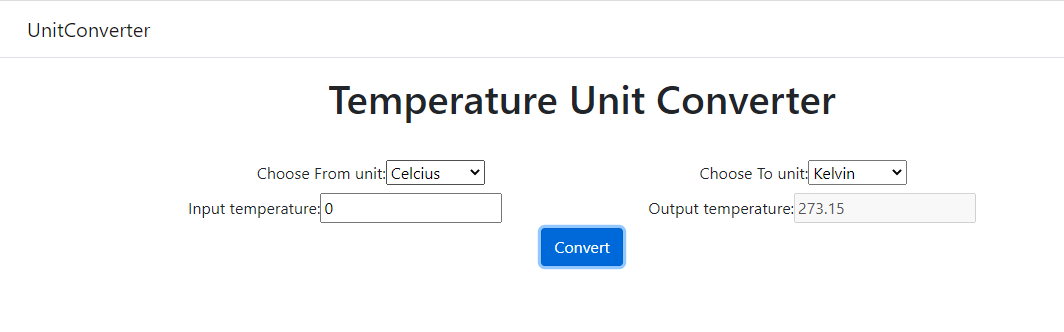 UnitConverter
Temperature Unit Converter
Choose From unit: Celcius
Choose To unit: Kelvin
Input temperature: 0
Output temperature: 273.15
Convert